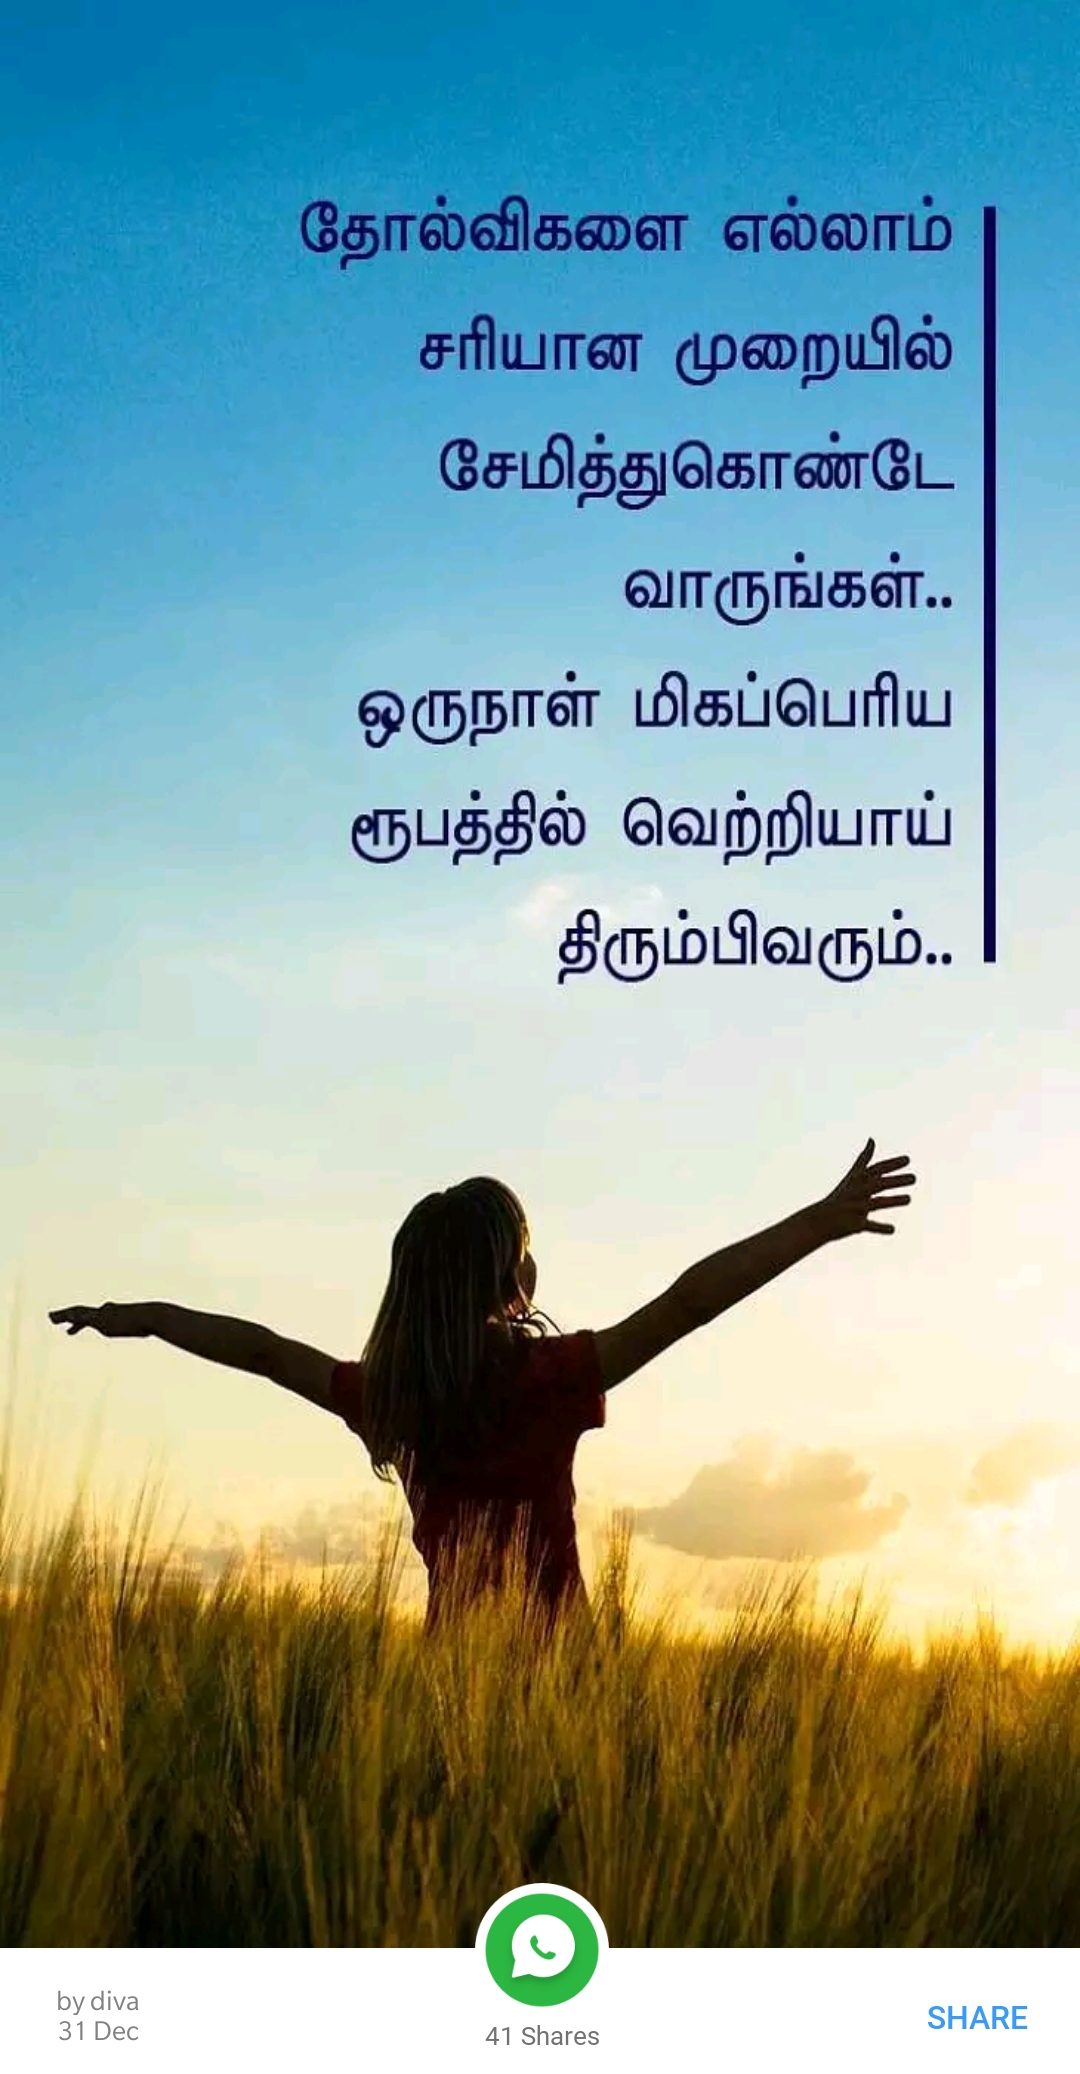 தோல்விகளை எல்லாம்
சரியான முறையில்
சேமித்துகொண்டே
வாருங்கள்..
ஒருநாள் மிகப்பெரிய
ரூபத்தில் வெற்றியாய்
திரும்பிவரும்..
by diva
31 Dec
41 Shares
SHARE